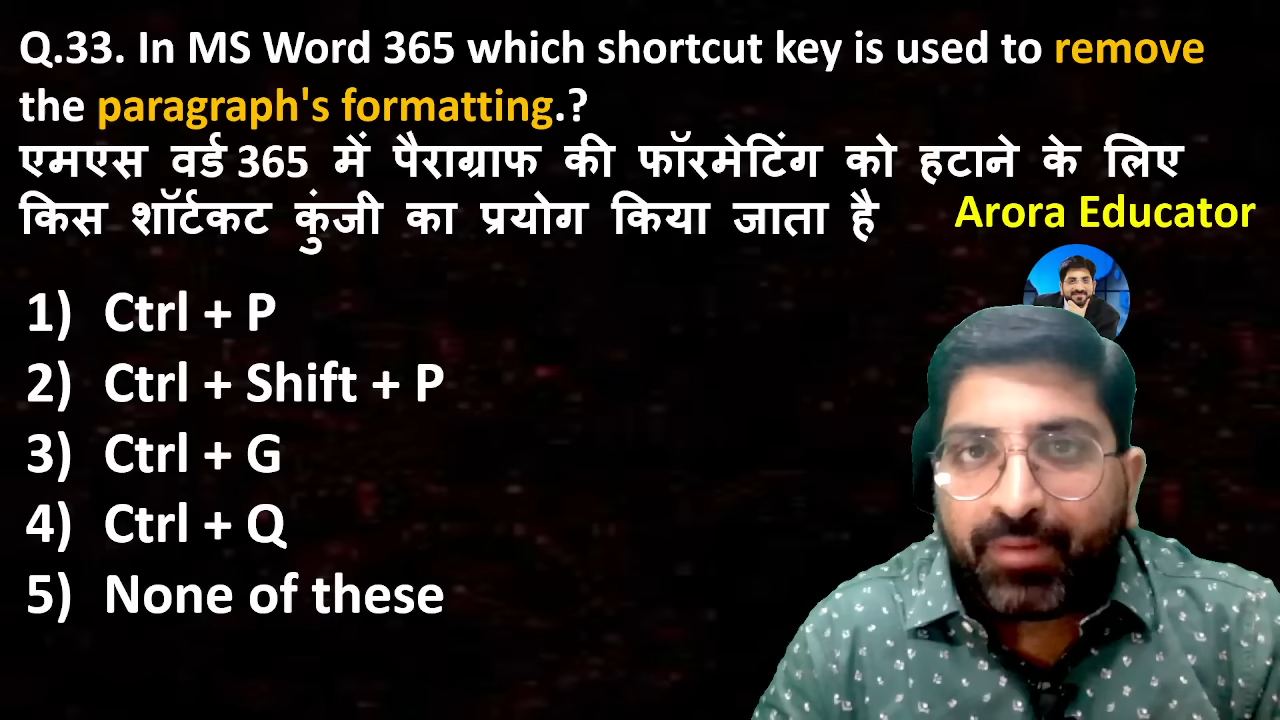 Q.33. In MS Word 365 which shortcut key is used to remove
the paragraph's formatting.?
एमएस वर्ड 365 में पैराग्राफ की फॉरमेटिंग को हटाने के लिए
किस शॉर्टकट कुंजी का प्रयोग किया जाता है
Arora Educator
1) Ctrl + P
2) Ctrl + Shift + P
3) Ctrl + G
4) Ctrl + Q
5) None of these